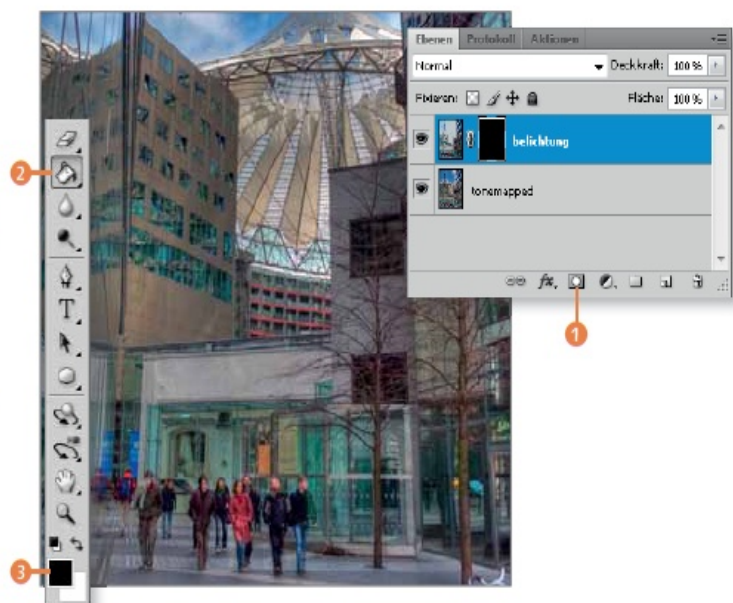 Ebenen Protokoll Aktionen
Normal Deckkraft: 100 %
Fixieren: Fläche: 100 %
belichtung
tonemapped
fx.
1
2
T
3